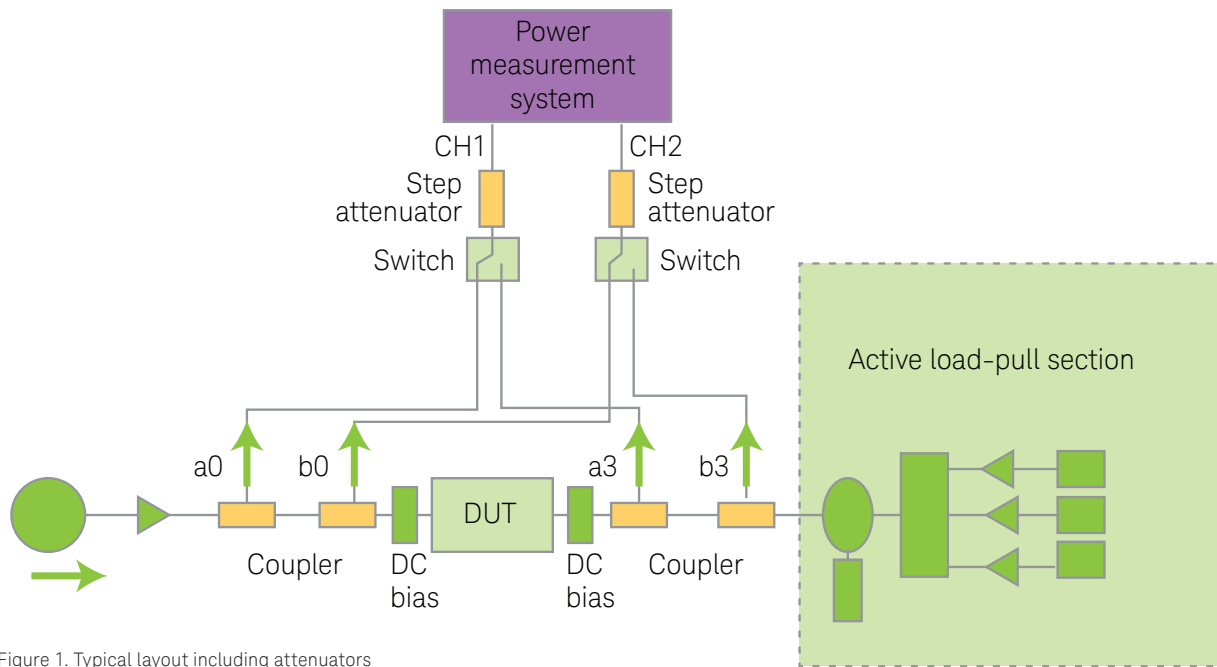 Power
measurement
system
CH1
CH2
Step
attenuator
Step
attenuator
Switch
Switch
Active load-pull section
a0
b0
a3
b3
DUT
Coupler
DC
bias
DC
bias
Coupler
Figure 1. Typical layout including attenuators